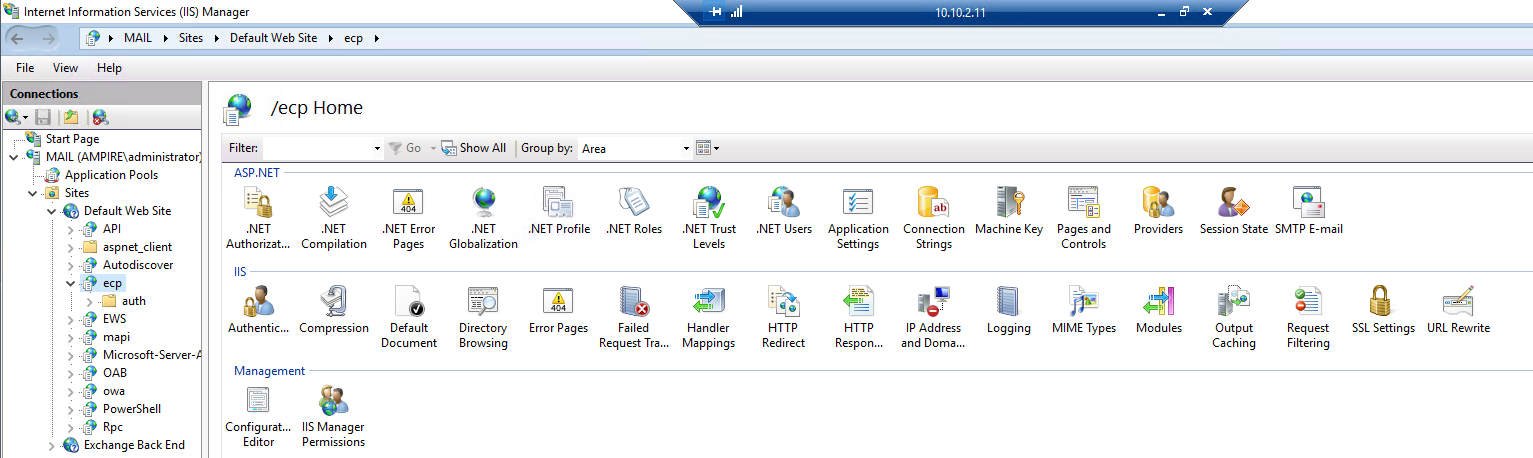 Internet Information Services (IIS) Manager
10.10.2.11
MAIL Sites Default Web Site ecp
File View Help
Connections
Start Page
MAIL (AMPIRE\administrator)
Application Pools
Sites
Default Web Site
API
aspnet_client
Autodiscover
ecp
auth
EWS
mapi
Microsoft-Server-A
OAB
owa
PowerShell
Rpc
Exchange Back End
/ecp Home
Filter: Go Show All Group by: Area
ASP.NET
.NET Authorizat...
.NET Compilation
.NET Error Pages
.NET Globalization
.NET Profile
.NET Roles
.NET Trust Levels
.NET Users
Application Settings
Connection Strings
Machine Key
Pages and Controls
Providers
Session State
SMTP E-mail
IIS
Authentic...
Compression
Default Document
Directory Browsing
Error Pages
Failed Request Tra...
Handler Mappings
HTTP Redirect
HTTP Respon...
IP Address and Doma...
Logging
MIME Types
Modules
Output Caching
Request Filtering
SSL Settings
URL Rewrite
Management
Configurat... Editor
IIS Manager Permissions